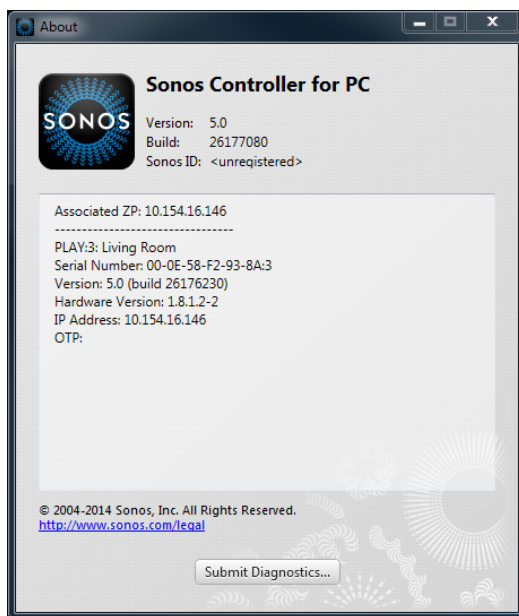 About
SONOS
Sonos Controller for PC
Version: 5.0
Build: 26177080
Sonos ID: <unregistered>
Associated ZP: 10.154.16.146
---------------------------------
PLAY:3: Living Room
Serial Number: 00-0E-58-F2-93-8A:3
Version: 5.0 (build 26176230)
Hardware Version: 1.8.1.2-2
IP Address: 10.154.16.146
OTP:
© 2004-2014 Sonos, Inc. All Rights Reserved.
http://www.sonos.com/legal
Submit Diagnostics...